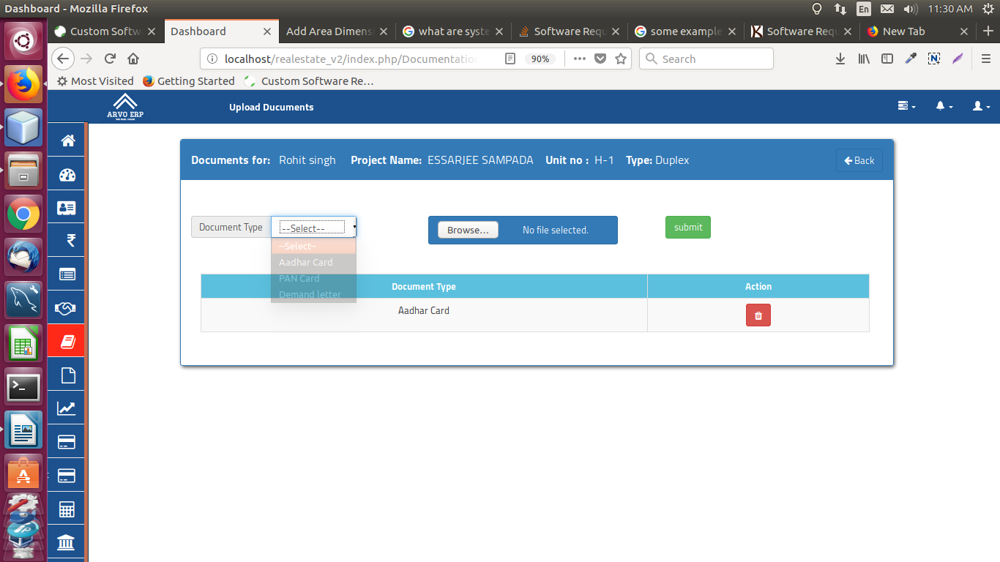 Dashboard - Mozilla Firefox
En
11:30 AM
Custom Softw
Dashboard
Add Area Dimens
what are syste
Software Requ
some example
Software Requ
New Tab
localhost/realestate_v2/index.php/Documentation
90%
Search
Most Visited
Getting Started
Custom Software Re...
ARVO ERP
Upload Ducuments
Documents for: Rohit singh Project Name: ESSARJEE SAMPADA Unit no : H-1 Type: Duplex
Back
Document Type
--Select--
Browse...
No file selected.
submit
--Select--
Aadhar Card
PAN Card
Demand letter
Document Type
Action
Aadhar Card